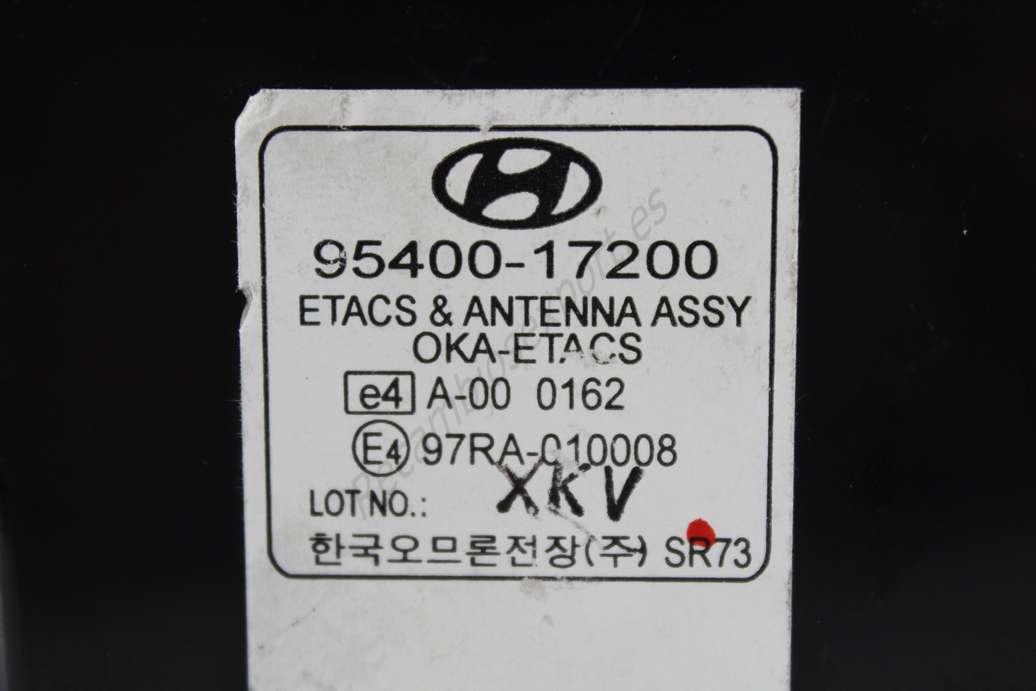 95400-17200
ETACS & ANTENNA ASSY
OKA-ETACS
e4 A-00 0162
E4 97RA-010008
LOT NO.: XKV
한국오므론전장(주) SR73